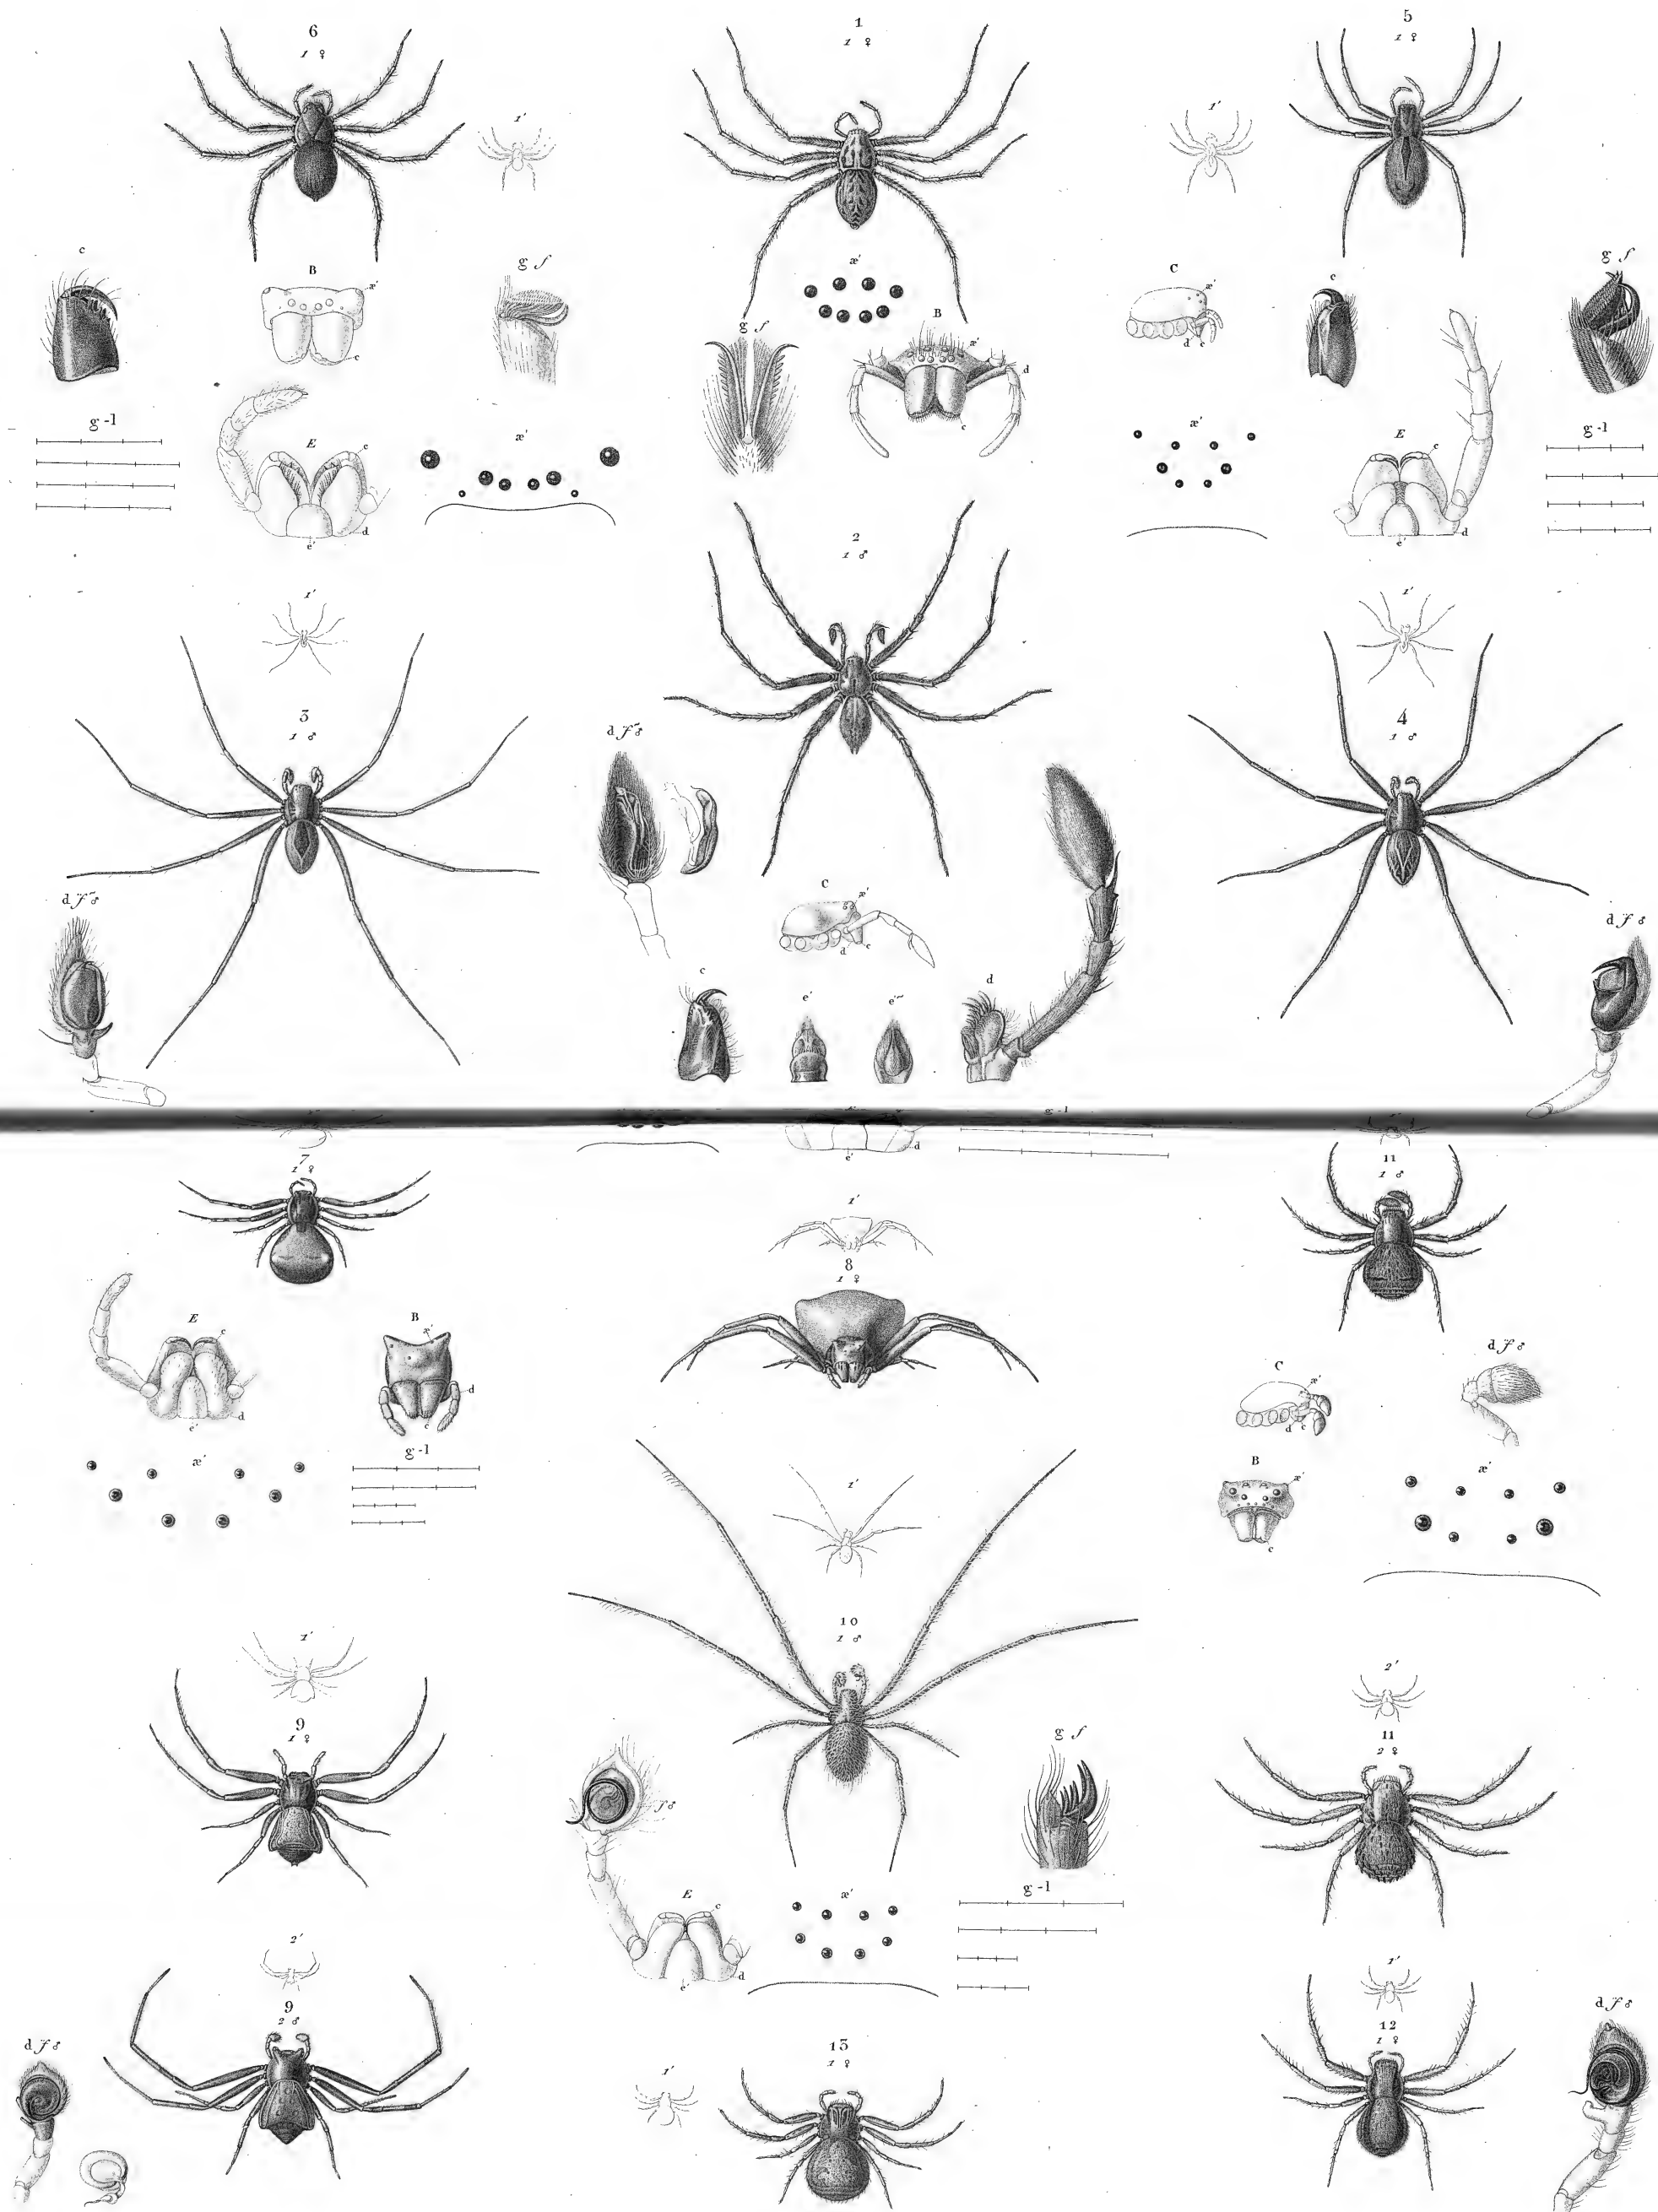 6
1 ♀
1'
c
B
æ'
c
g f
g-1
E
c
e'
d
æ'
1
1 ♀
æ'
g f
B
æ'
d
c
5
1 ♀
1'
C
æ'
d c
c
g f
æ'
E
c
e'
d
g-1
1'
3
1 ♂
d f ♂
2
1 ♂
d f ♂
C
æ'
d
c
c
e'
e'
d
1'
4
1 ♂
d f ♂
7
1 ♀
E
c
e'
d
B
æ'
d
c
æ'
g-1
e'
d
g-1
1'
8
1 ♀
11
1 ♂
C
æ'
d c
d f ♂
B
æ'
c
æ'
1'
9
1 ♀
1'
10
1 ♂
f ♂
g f
E
c
e'
d
æ'
g-1
2'
11
2 ♀
2'
9
2 ♂
d f ♂
1'
13
1 ♀
1'
12
1 ♀
d f ♂